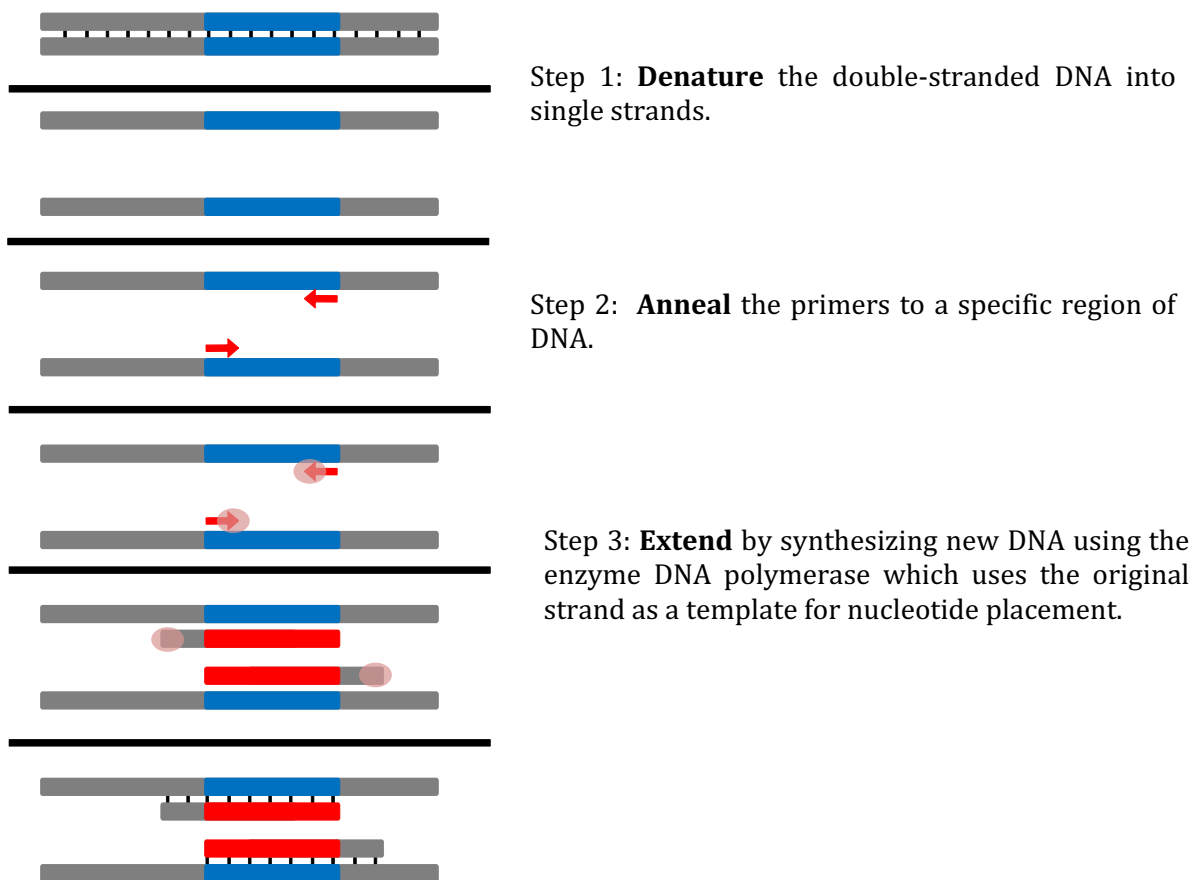 Step 1: Denature the double-stranded DNA into
single strands.
Step 2: Anneal the primers to a specific region of
DNA.
Step 3: Extend by synthesizing new DNA using the
enzyme DNA polymerase which uses the original
strand as a template for nucleotide placement.